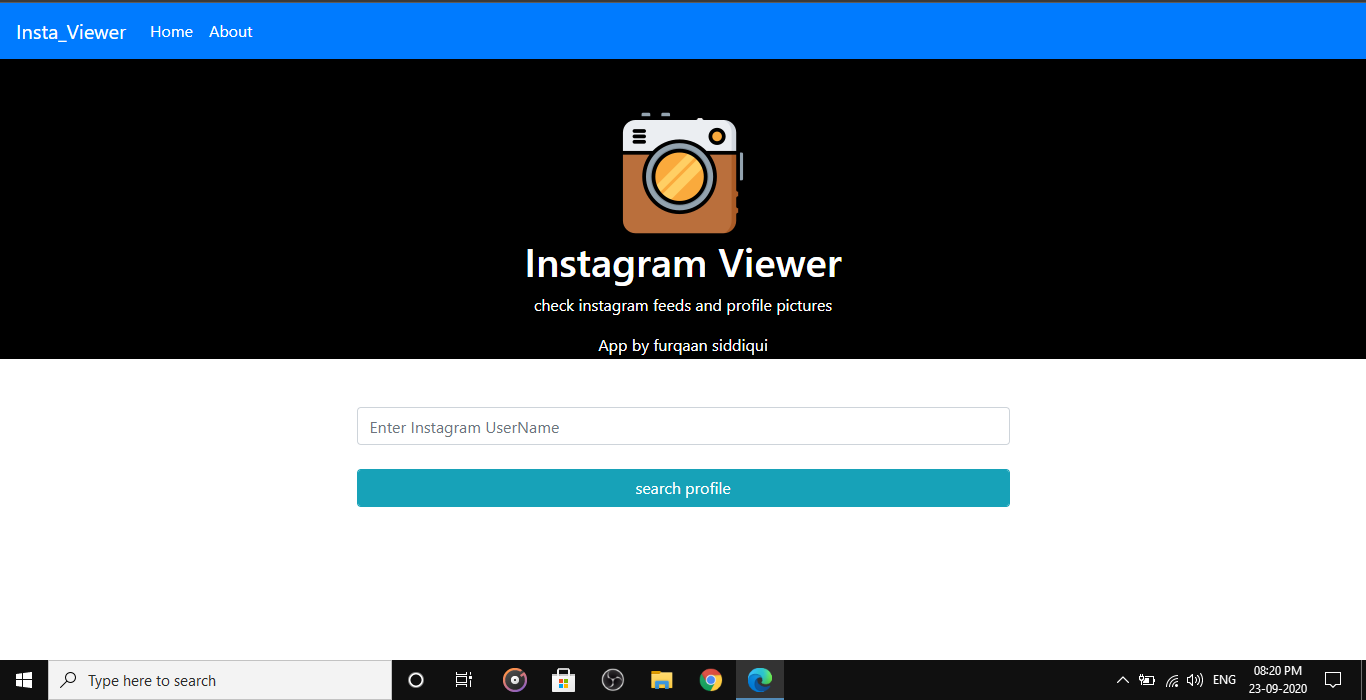 Insta_Viewer Home About
Instagram Viewer
check instagram feeds and profile pictures
App by furqaan siddiqui
Enter Instagram UserName
search profile
Type here to search
ENG
08:20 PM
23-09-2020